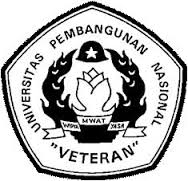 UNIVERSITAS PEMBANGUNAN NASIONAL
WIDYA MWAT YASA
"VETERAN"